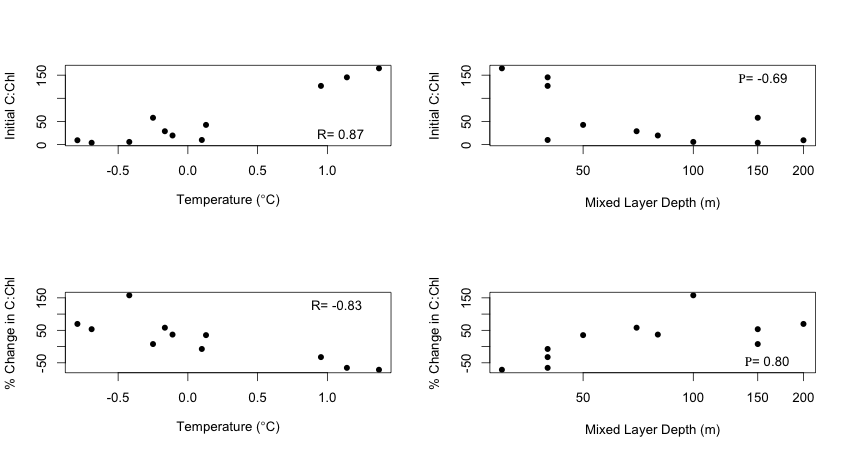 Initial C:Chl
0
50
150
R= 0.87
-0.5
0.0
0.5
1.0
Temperature (°C)
Initial C:Chl
0
50
150
P= -0.69
50
100
150
200
Mixed Layer Depth (m)
% Change in C:Chl
-50
50
150
R= -0.83
-0.5
0.0
0.5
1.0
Temperature (°C)
% Change in C:Chl
-50
50
150
P= 0.80
50
100
150
200
Mixed Layer Depth (m)